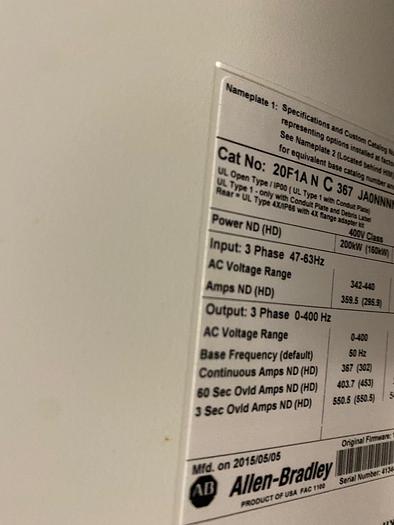 Nameplate 1: Specifications and Custom Catalog
representing options installed at
See Nameplate 2 (Located behind
for equivalent base catalog number
Cat No: 20F1A N C 367 JA0NNNN
UL Open Type / IP00 ( UL Type 1 with Conduit Plate)
UL Type 1 - only with Conduit Plate and Debris Label
Rear = UL Type 4X/IP66 with 4X flange adapter kit
400V Class
Power ND (HD) 200kW (160kW)
Input: 3 Phase 47-63Hz
AC Voltage Range 342-440
Amps ND (HD) 359.5 (295.9)
Output: 3 Phase 0-400 Hz
AC Voltage Range 0-400
Base Frequency (default) 50 Hz
Continuous Amps ND (HD) 367 (302)
60 Sec Ovld Amps ND (HD) 403.7 (453)
3 Sec Ovld Amps ND (HD) 550.5 (550.5)
Mfd. on 2015/05/05
Original Firmware:
AB Allen-Bradley
PRODUCT OF USA FAC 1100
Serial Number: